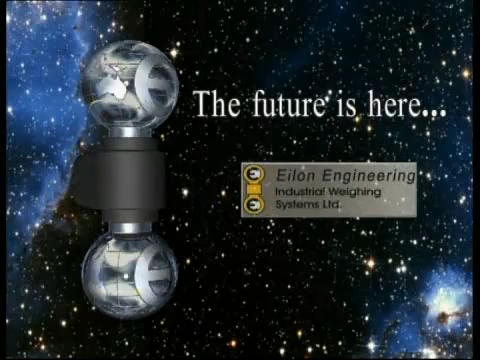 The future is here...
Eilon Engineering
Industrial Weighing
Systems Ltd.